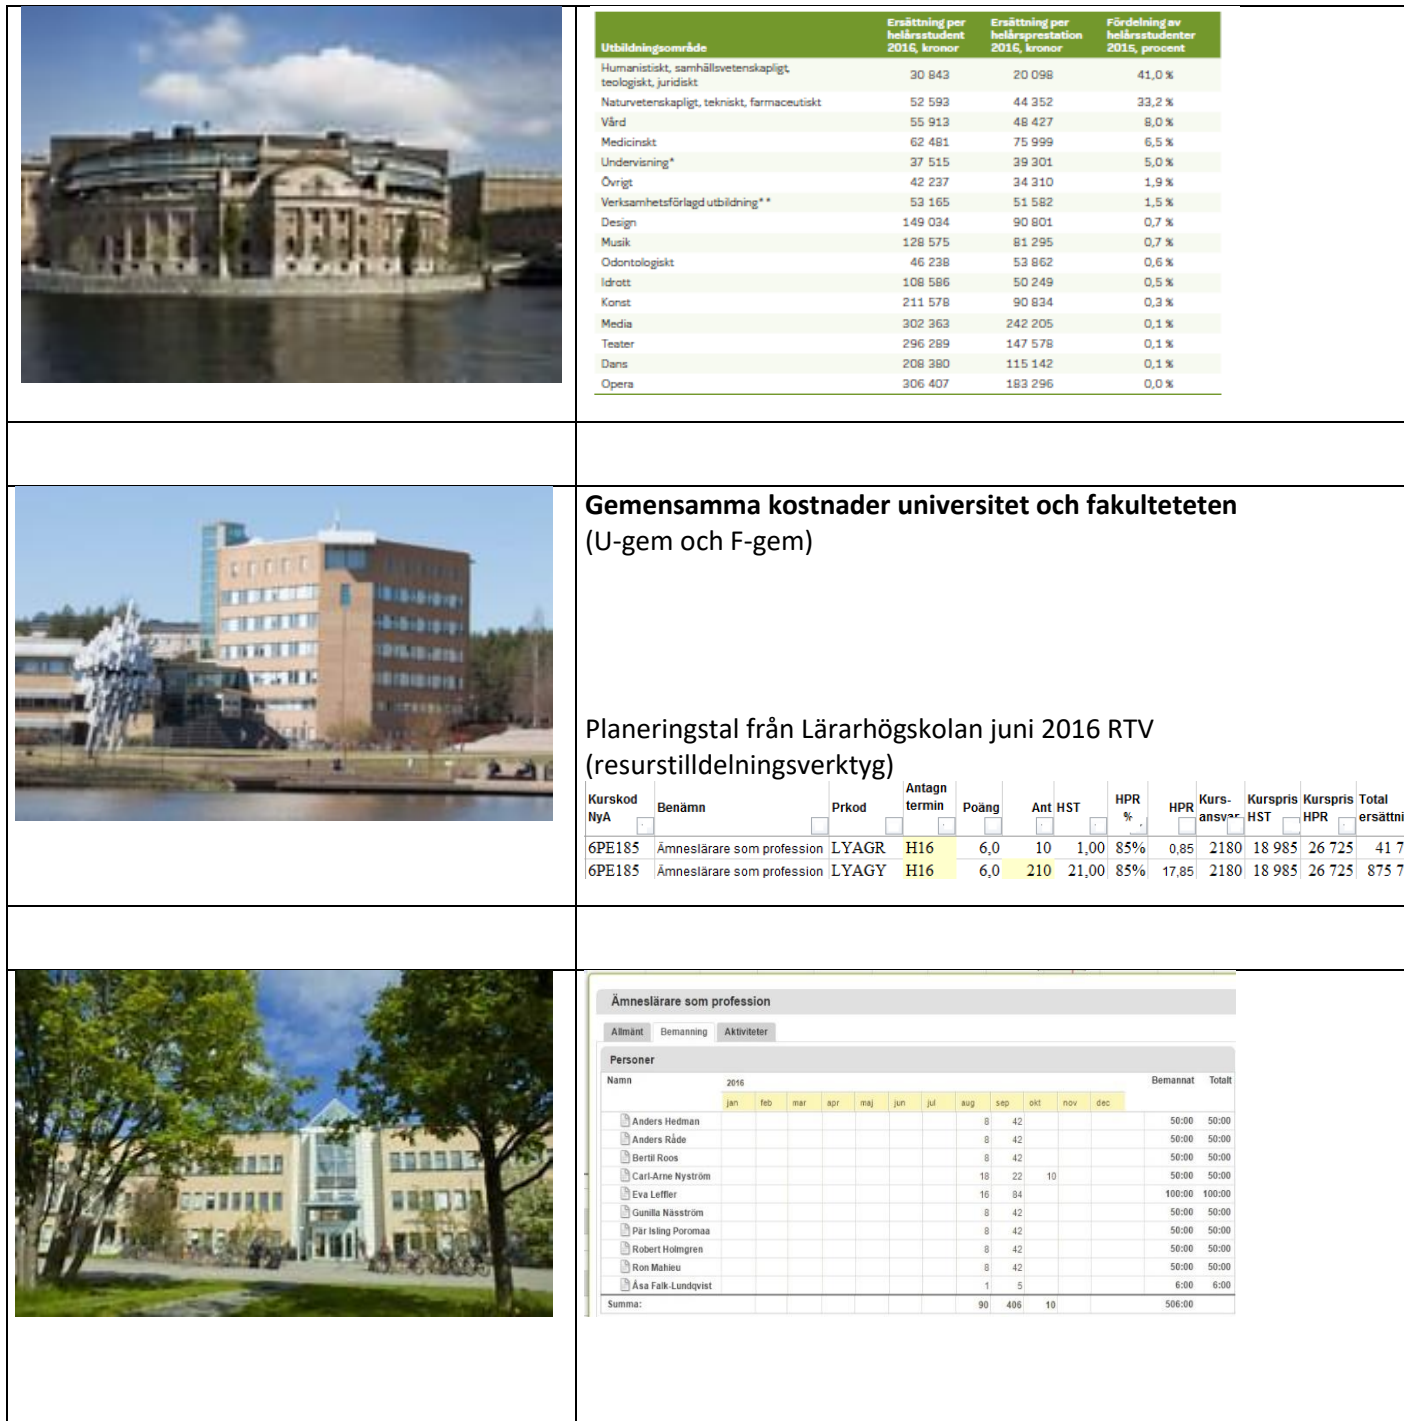 Utbildningsområde Ersättning per helårsstudent 2016, kronor Ersättning per helårsprestation 2016, kronor Fördelning av helårsstudenter 2015, procent
Humanistiskt, samhällsvetenskapligt, teologiskt, juridiskt 30 843 20 098 41,0 %
Naturvetenskapligt, tekniskt, farmaceutiskt 52 593 44 352 33,2 %
Vård 55 913 48 427 8,0 %
Medicinskt 62 481 75 999 6,5 %
Undervisning* 37 515 39 301 5,0 %
Övrigt 42 237 34 310 1,9 %
Verksamhetsförlagd utbildning** 53 165 51 582 1,5 %
Design 149 034 90 801 0,7 %
Musik 128 575 81 295 0,7 %
Odontologiskt 46 238 53 862 0,6 %
Idrott 108 586 50 249 0,5 %
Konst 211 578 90 834 0,3 %
Media 302 363 242 205 0,1 %
Teater 296 289 147 578 0,1 %
Dans 208 380 115 142 0,1 %
Opera 306 407 183 296 0,0 %
Gemensamma kostnader universitet och fakulteteten
(U-gem och F-gem)
Planeringstal från Lärarhögskolan juni 2016 RTV
(resurstilldelningsverktyg)
Kurskod NyA Benämn Prkod Antagn termin Poäng Ant HST HPR % HPR Kurs-ansvar Kurspris HST Kurspris HPR Total ersättni
6PE185 Ämneslärare som profession LYAGR H16 6,0 10 1,00 85% 0,85 2180 18 985 26 725 41 7
6PE185 Ämneslärare som profession LYAGY H16 6,0 210 21,00 85% 17,85 2180 18 985 26 725 875 7
Ämneslärare som profession
Allmänt Bemanning Aktiviteter
Personer
Namn 2016 Bemannat Totalt
jan feb mar apr maj jun jul aug sep okt nov dec
Anders Hedman 8 42 50:00 50:00
Anders Råde 8 42 50:00 50:00
Bertil Roos 8 42 50:00 50:00
Carl-Arne Nyström 18 22 10 50:00 50:00
Eva Leffler 16 84 100:00 100:00
Gunilla Näsström 8 42 50:00 50:00
Pär Isling Poromaa 8 42 50:00 50:00
Robert Holmgren 8 42 50:00 50:00
Ron Mahieu 8 42 50:00 50:00
Åsa Falk-Lundqvist 1 5 6:00 6:00
Summa: 90 406 10 506:00